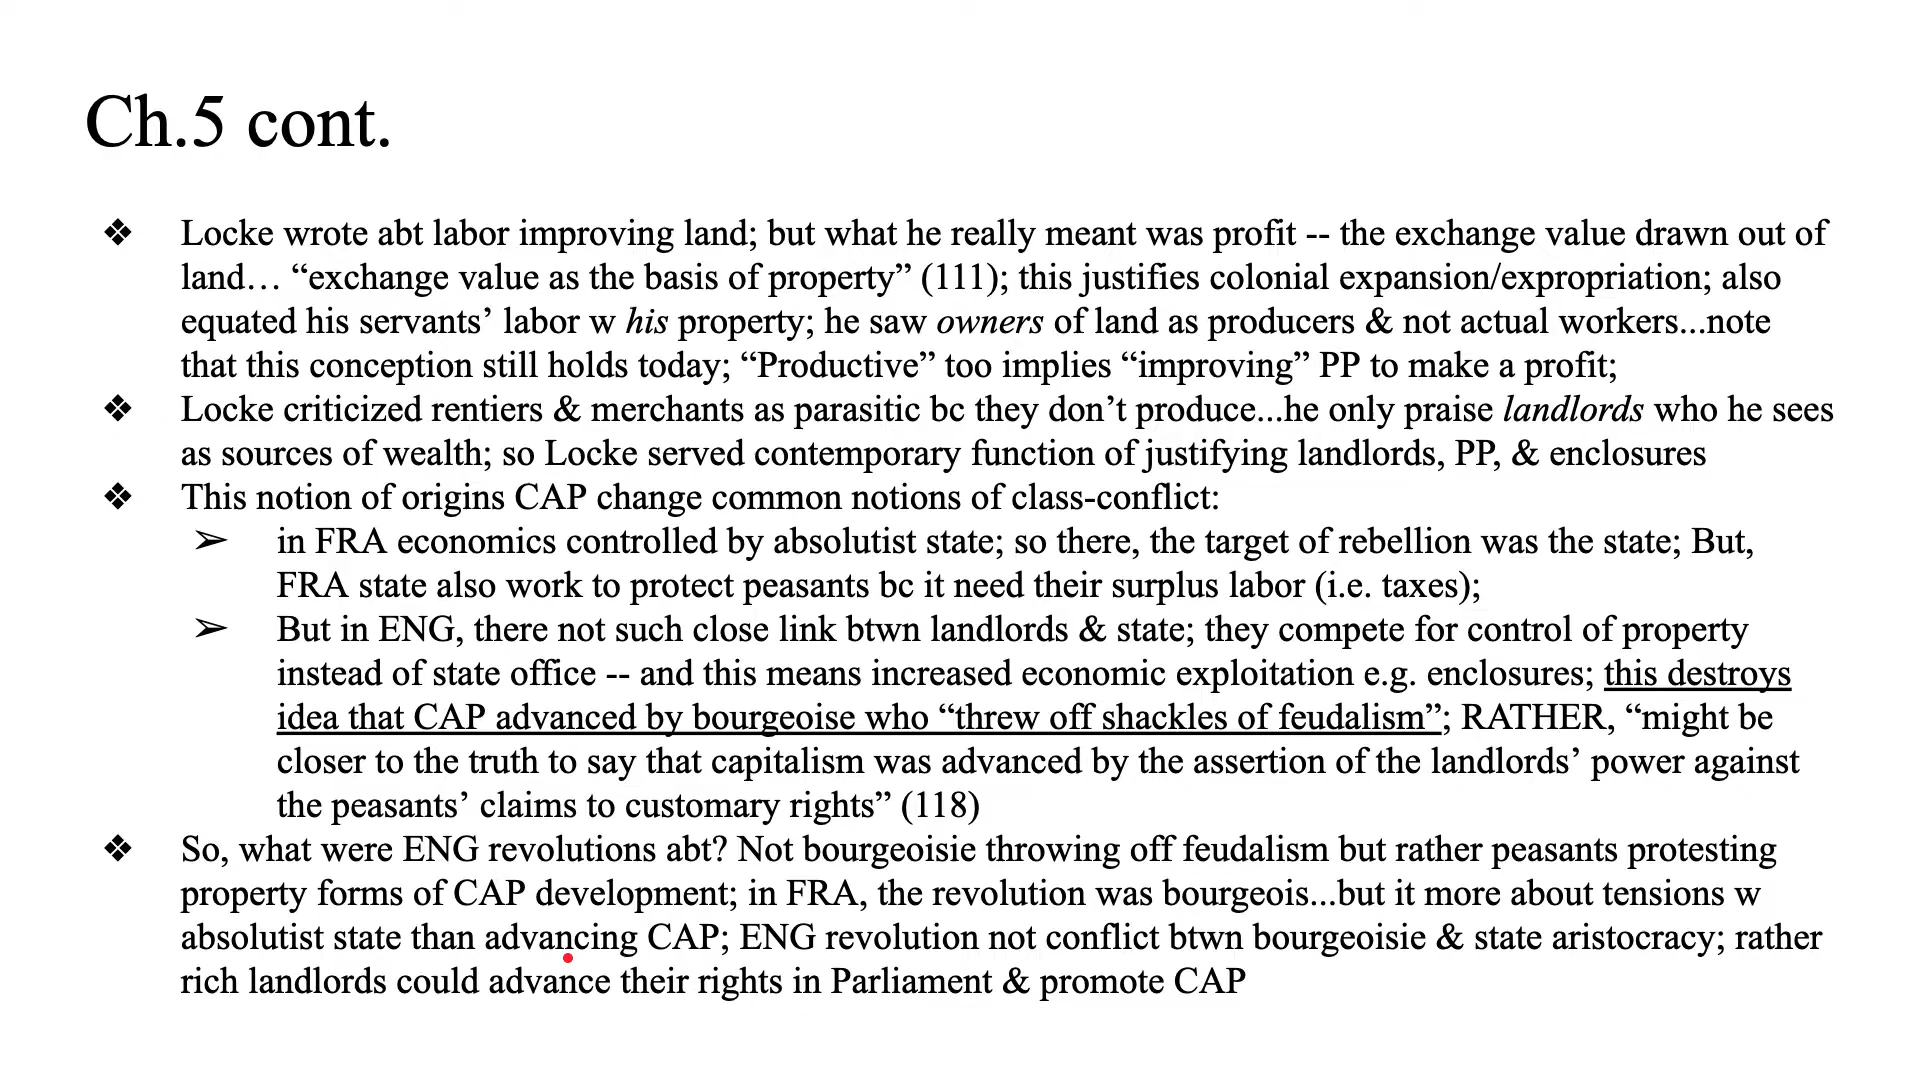 Ch.5 cont.
❖ Locke wrote abt labor improving land; but what he really meant was profit -- the exchange value drawn out of
land… “exchange value as the basis of property” (111); this justifies colonial expansion/expropriation; also
equated his servants’ labor w his property; he saw owners of land as producers & not actual workers...note
that this conception still holds today; “Productive” too implies “improving” PP to make a profit;
❖ Locke criticized rentiers & merchants as parasitic bc they don’t produce...he only praise landlords who he sees
as sources of wealth; so Locke served contemporary function of justifying landlords, PP, & enclosures
❖ This notion of origins CAP change common notions of class-conflict:
➢ in FRA economics controlled by absolutist state; so there, the target of rebellion was the state; But,
FRA state also work to protect peasants bc it need their surplus labor (i.e. taxes);
➢ But in ENG, there not such close link btwn landlords & state; they compete for control of property
instead of state office -- and this means increased economic exploitation e.g. enclosures; this destroys
idea that CAP advanced by bourgeoise who “threw off shackles of feudalism”; RATHER, “might be
closer to the truth to say that capitalism was advanced by the assertion of the landlords’ power against
the peasants’ claims to customary rights” (118)
❖ So, what were ENG revolutions abt? Not bourgeoisie throwing off feudalism but rather peasants protesting
property forms of CAP development; in FRA, the revolution was bourgeois...but it more about tensions w
absolutist state than advancing CAP; ENG revolution not conflict btwn bourgeoisie & state aristocracy; rather
rich landlords could advance their rights in Parliament & promote CAP